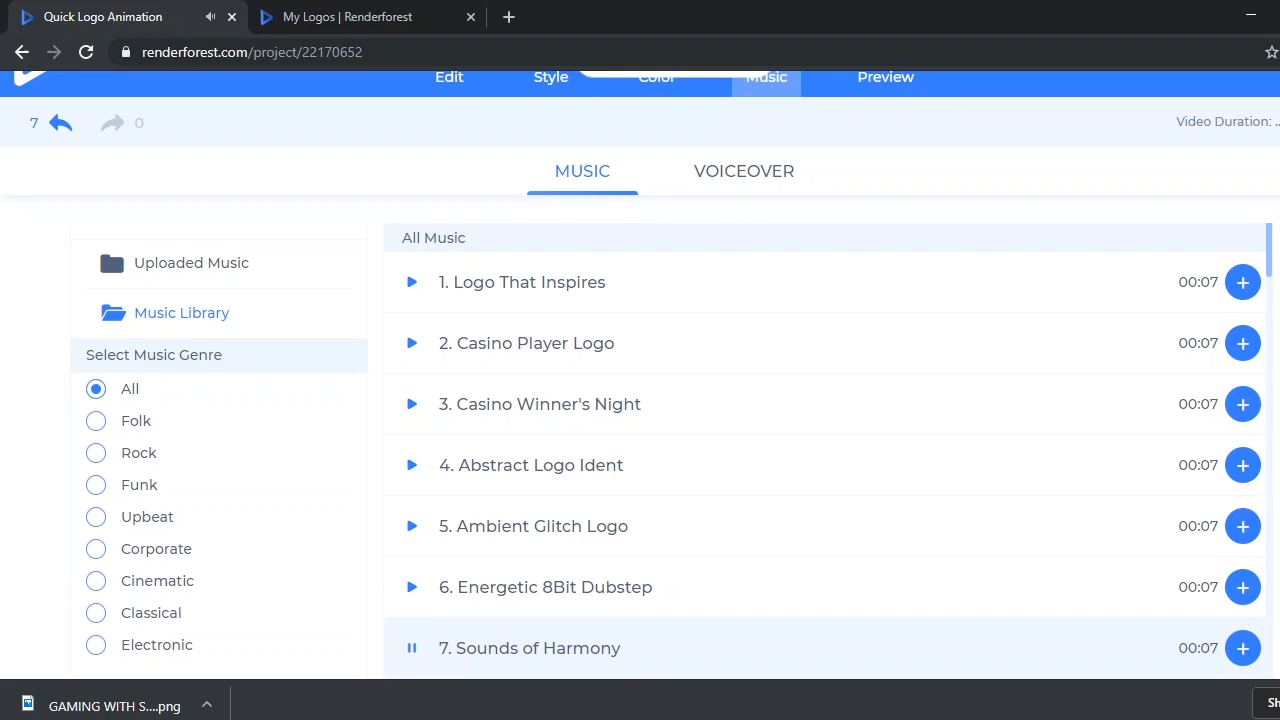 Quick Logo Animation
My Logos | Renderforest
renderforest.com/project/22170652
Edit Style Color Music Preview
7 0 Video Duration: ..
MUSIC VOICEOVER
Uploaded Music
Music Library
Select Music Genre
All
Folk
Rock
Funk
Upbeat
Corporate
Cinematic
Classical
Electronic
All Music
1. Logo That Inspires 00:07
2. Casino Player Logo 00:07
3. Casino Winner's Night 00:07
4. Abstract Logo Ident 00:07
5. Ambient Glitch Logo 00:07
6. Energetic 8Bit Dubstep 00:07
7. Sounds of Harmony 00:07
GAMING WITH S....png